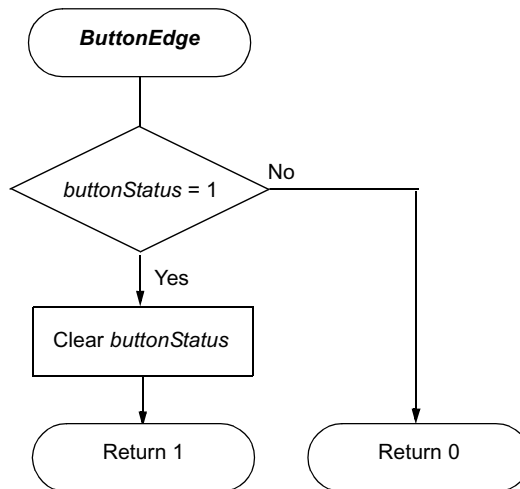 ButtonEdge
buttonStatus = 1
No
Yes
Clear buttonStatus
Return 1
Return 0